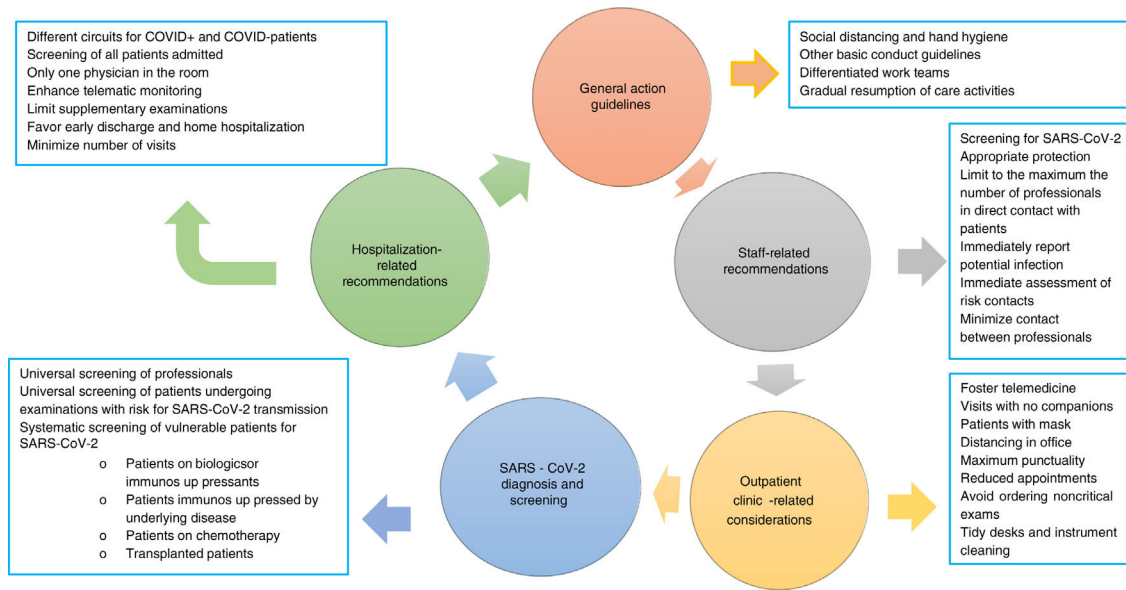 Different circuits for COVID+ and COVID-patients
Screening of all patients admitted
Only one physician in the room
Enhance telematic monitoring
Limit supplementary examinations
Favor early discharge and home hospitalization
Minimize number of visits
General action
guidelines
Social distancing and hand hygiene
Other basic conduct guidelines
Differentiated work teams
Gradual resumption of care activities
Hospitalization-
related
recommendations
Staff-related
recommendations
Screening for SARS-CoV-2
Appropriate protection
Limit to the maximum the
number of professionals
in direct contact with
patients
Immediately report
potential infection
Immediate assessment of
risk contacts
Minimize contact
between professionals
Universal screening of professionals
Universal screening of patients undergoing
examinations with risk for SARS-CoV-2 transmission
Systematic screening of vulnerable patients for
SARS-CoV-2
o Patients on biologicsor
immunos up pressants
o Patients immunos up pressed by
underlying disease
o Patients on chemotherapy
o Transplanted patients
SARS - CoV-2
diagnosis and
screening
Outpatient
clinic -related
considerations
Foster telemedicine
Visits with no companions
Patients with mask
Distancing in office
Maximum punctuality
Reduced appointments
Avoid ordering noncritical
exams
Tidy desks and instrument
cleaning